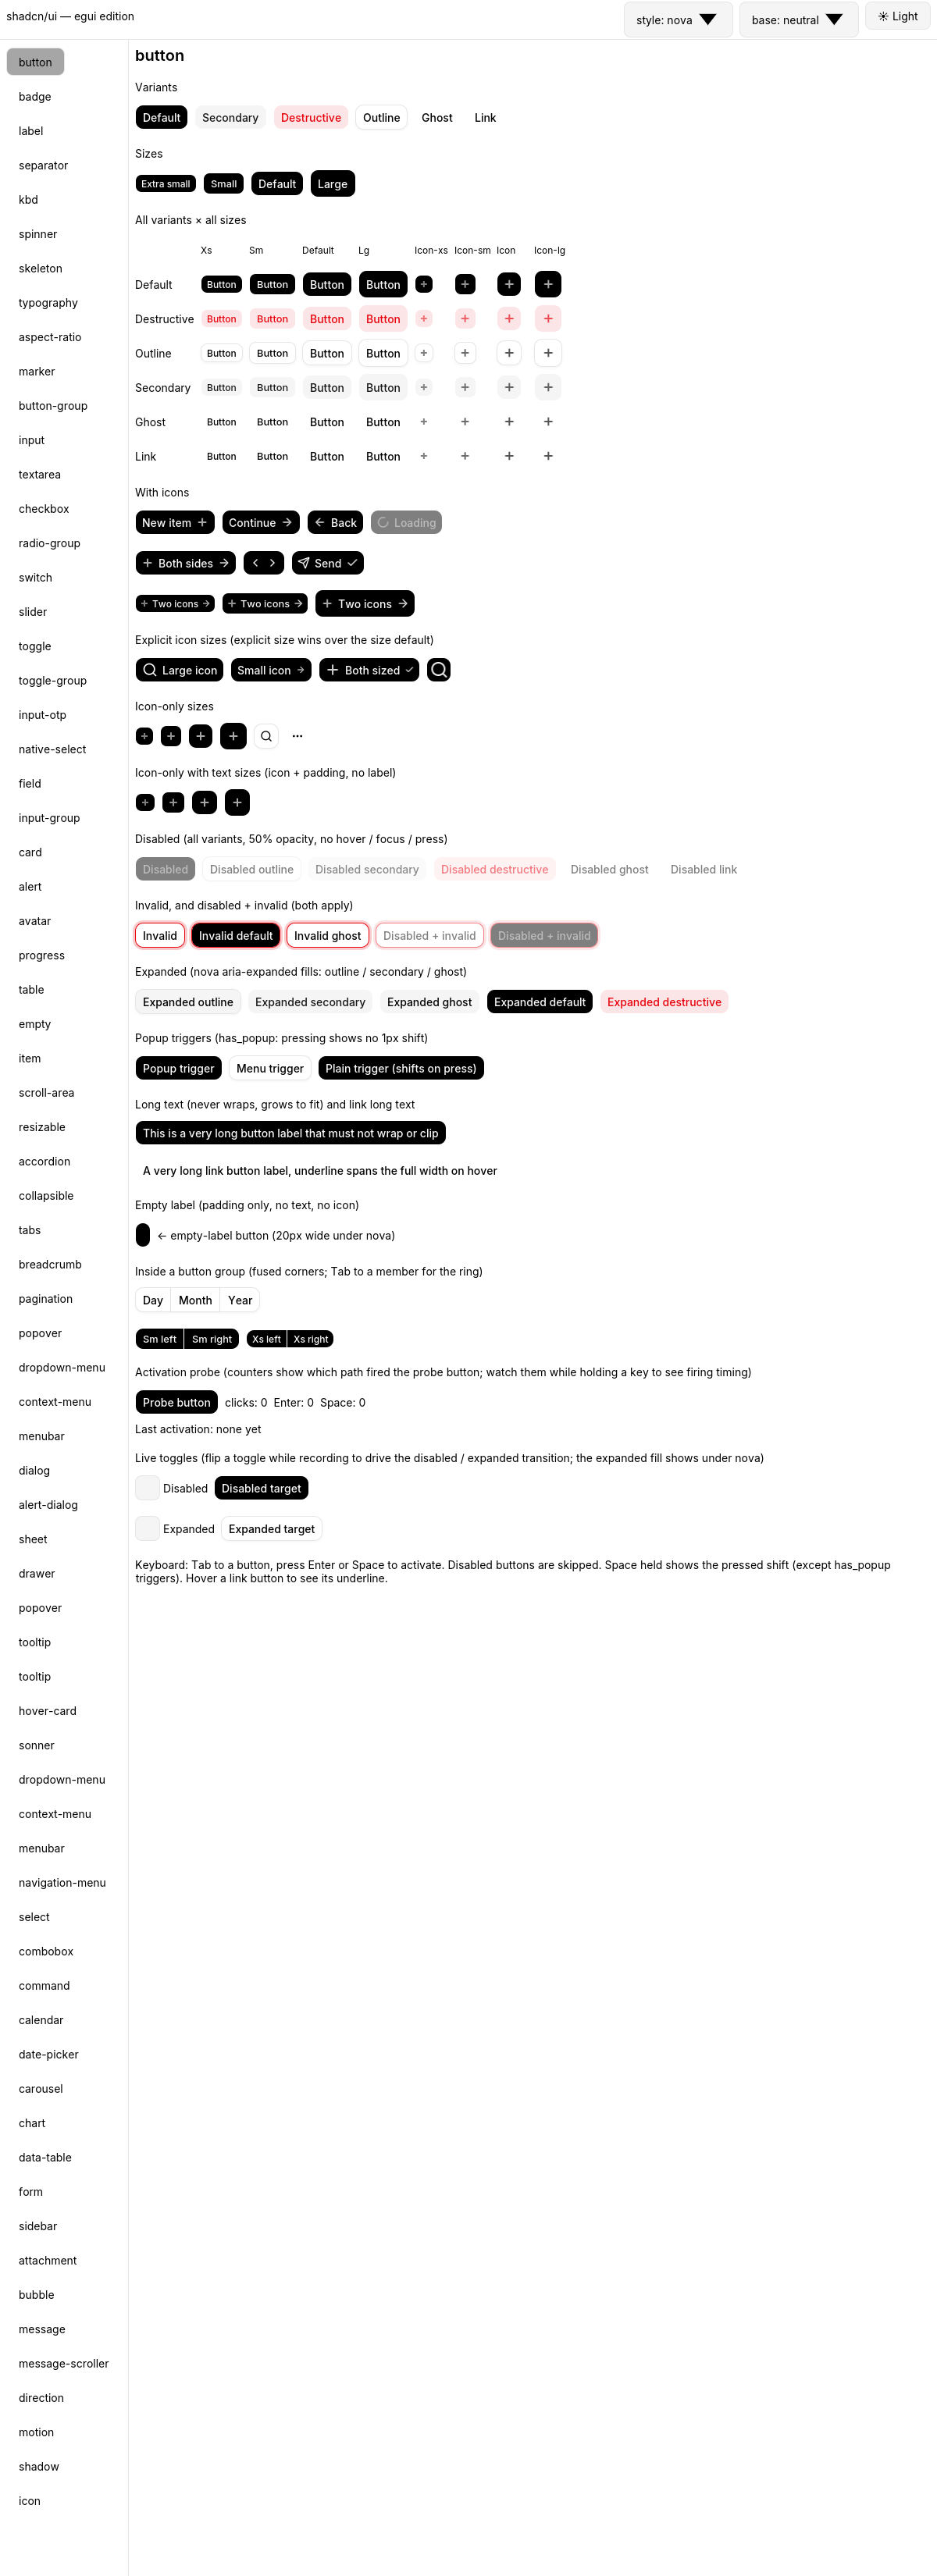 shadcn/ui — egui edition
style: nova
base: neutral
☀ Light
button
badge
label
separator
kbd
spinner
skeleton
typography
aspect-ratio
marker
button-group
input
textarea
checkbox
radio-group
switch
slider
toggle
toggle-group
input-otp
native-select
field
input-group
card
alert
avatar
progress
table
empty
item
scroll-area
resizable
accordion
collapsible
tabs
breadcrumb
pagination
popover
dropdown-menu
context-menu
menubar
dialog
alert-dialog
sheet
drawer
popover
tooltip
tooltip
hover-card
sonner
dropdown-menu
context-menu
menubar
navigation-menu
select
combobox
command
calendar
date-picker
carousel
chart
data-table
form
sidebar
attachment
bubble
message
message-scroller
direction
motion
shadow
icon
button
Variants
Default Secondary Destructive Outline Ghost Link
Sizes
Extra small Small Default Large
All variants × all sizes
Xs Sm Default Lg Icon-xs Icon-sm Icon Icon-lg
Default Button Button Button Button
Destructive Button Button Button Button
Outline Button Button Button Button
Secondary Button Button Button Button
Ghost Button Button Button Button
Link Button Button Button Button
With icons
New item Continue Back Loading
Both sides Send
Two icons Two icons Two icons
Explicit icon sizes (explicit size wins over the size default)
Large icon Small icon Both sized
Icon-only sizes
Icon-only with text sizes (icon + padding, no label)
Disabled (all variants, 50% opacity, no hover / focus / press)
Disabled Disabled outline Disabled secondary Disabled destructive Disabled ghost Disabled link
Invalid, and disabled + invalid (both apply)
Invalid Invalid default Invalid ghost Disabled + invalid Disabled + invalid
Expanded (nova aria-expanded fills: outline / secondary / ghost)
Expanded outline Expanded secondary Expanded ghost Expanded default Expanded destructive
Popup triggers (has_popup: pressing shows no 1px shift)
Popup trigger Menu trigger Plain trigger (shifts on press)
Long text (never wraps, grows to fit) and link long text
This is a very long button label that must not wrap or clip
A very long link button label, underline spans the full width on hover
Empty label (padding only, no text, no icon)
← empty-label button (20px wide under nova)
Inside a button group (fused corners; Tab to a member for the ring)
Day Month Year
Sm left Sm right Xs left Xs right
Activation probe (counters show which path fired the probe button; watch them while holding a key to see firing timing)
Probe button clicks: 0 Enter: 0 Space: 0
Last activation: none yet
Live toggles (flip a toggle while recording to drive the disabled / expanded transition; the expanded fill shows under nova)
Disabled Disabled target
Expanded Expanded target
Keyboard: Tab to a button, press Enter or Space to activate. Disabled buttons are skipped. Space held shows the pressed shift (except has_popup
triggers). Hover a link button to see its underline.